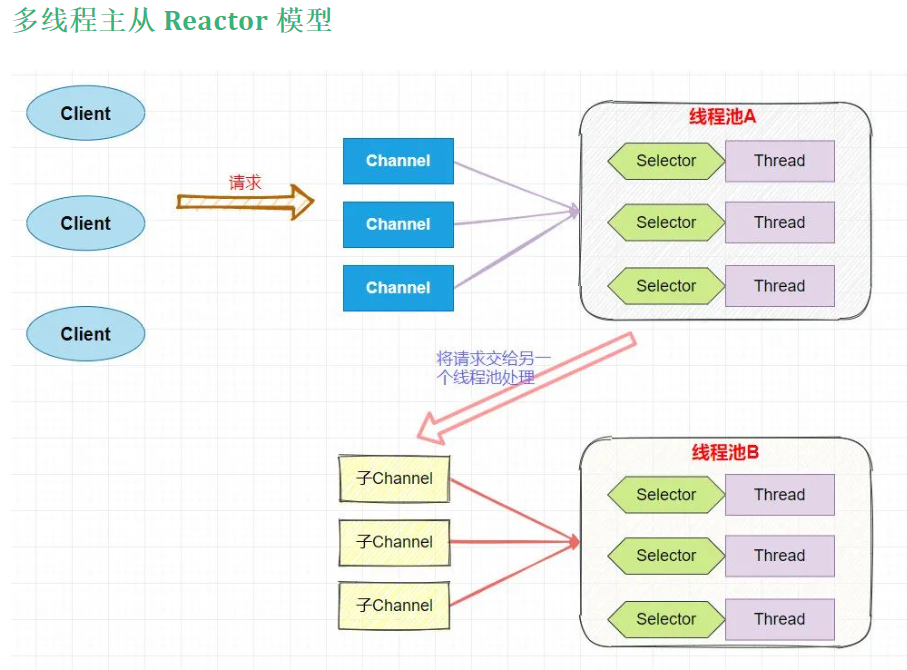 多线程主从 Reactor 模型
Client
Client
Client
请求
Channel
Channel
Channel
线程池A
Selector Thread
Selector Thread
Selector Thread
将请求交给另一
个线程池处理
子Channel
子Channel
子Channel
线程池B
Selector Thread
Selector Thread
Selector Thread